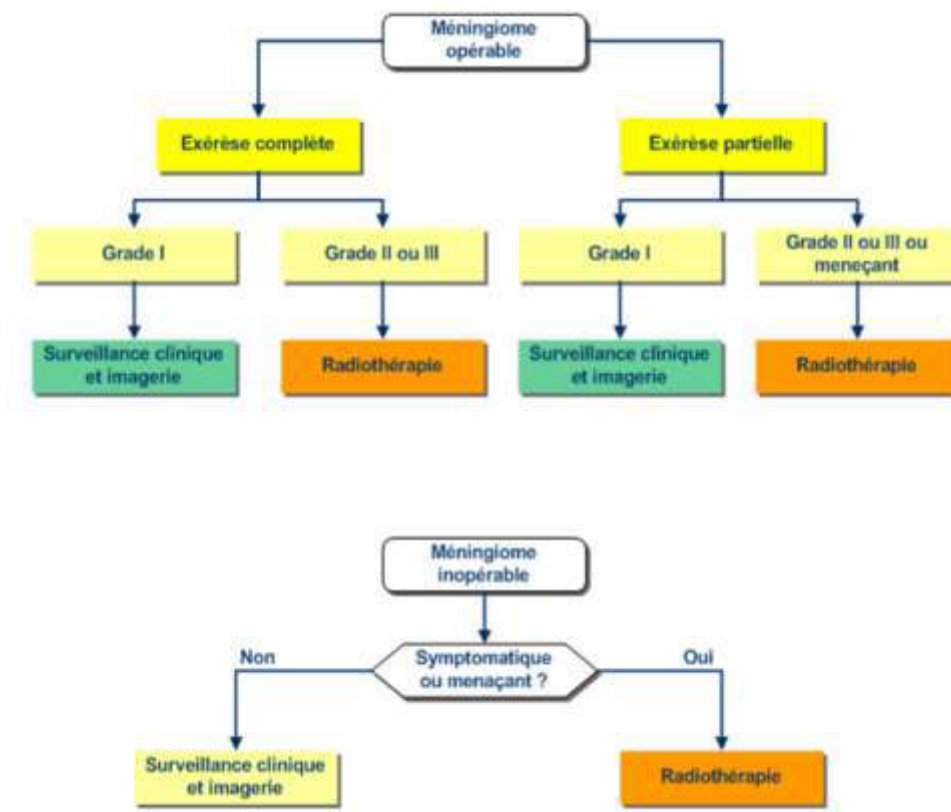 Méningiome
opérable
Exérèse complète
Exérèse partielle
Grade I
Grade II ou III
Grade I
Grade II ou III ou
meneçant
Surveillance clinique
et imagerie
Radiothérapie
Surveillance clinique
et imagerie
Radiothérapie
Méningiome
inopérable
Non
Symptomatique
ou menaçant ?
Oui
Surveillance clinique
et imagerie
Radiothérapie